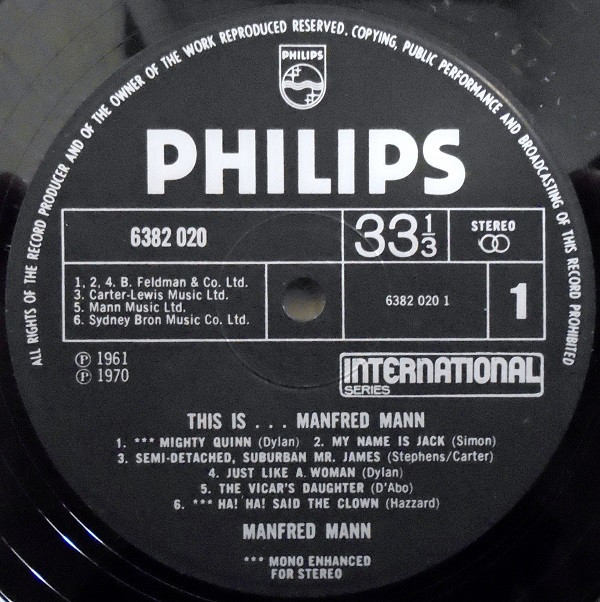 ALL RIGHTS OF THE RECORD PRODUCER AND OF THE OWNER OF THE WORK REPRODUCED RESERVED. COPYING, PUBLIC PERFORMANCE AND BROADCASTING OF THIS RECORD PROHIBITED
PHILIPS
PHILIPS
6382 020
33 1/3
STEREO
1, 2, 4. B. Feldman & Co. Ltd.
3. Carter-Lewis Music Ltd.
5. Mann Music Ltd.
6. Sydney Bron Music Co. Ltd.
6382 020 1
1
℗ 1961
℗ 1970
INTERNATIONAL
SERIES
THIS IS . . . MANFRED MANN
1. *** MIGHTY QUINN (Dylan) 2. MY NAME IS JACK (Simon)
3. SEMI-DETACHED, SUBURBAN MR. JAMES (Stephens/Carter)
4. JUST LIKE A WOMAN (Dylan)
5. THE VICAR'S DAUGHTER (D'Abo)
6. *** HA! HA! SAID THE CLOWN (Hazzard)
MANFRED MANN
*** MONO ENHANCED
FOR STEREO